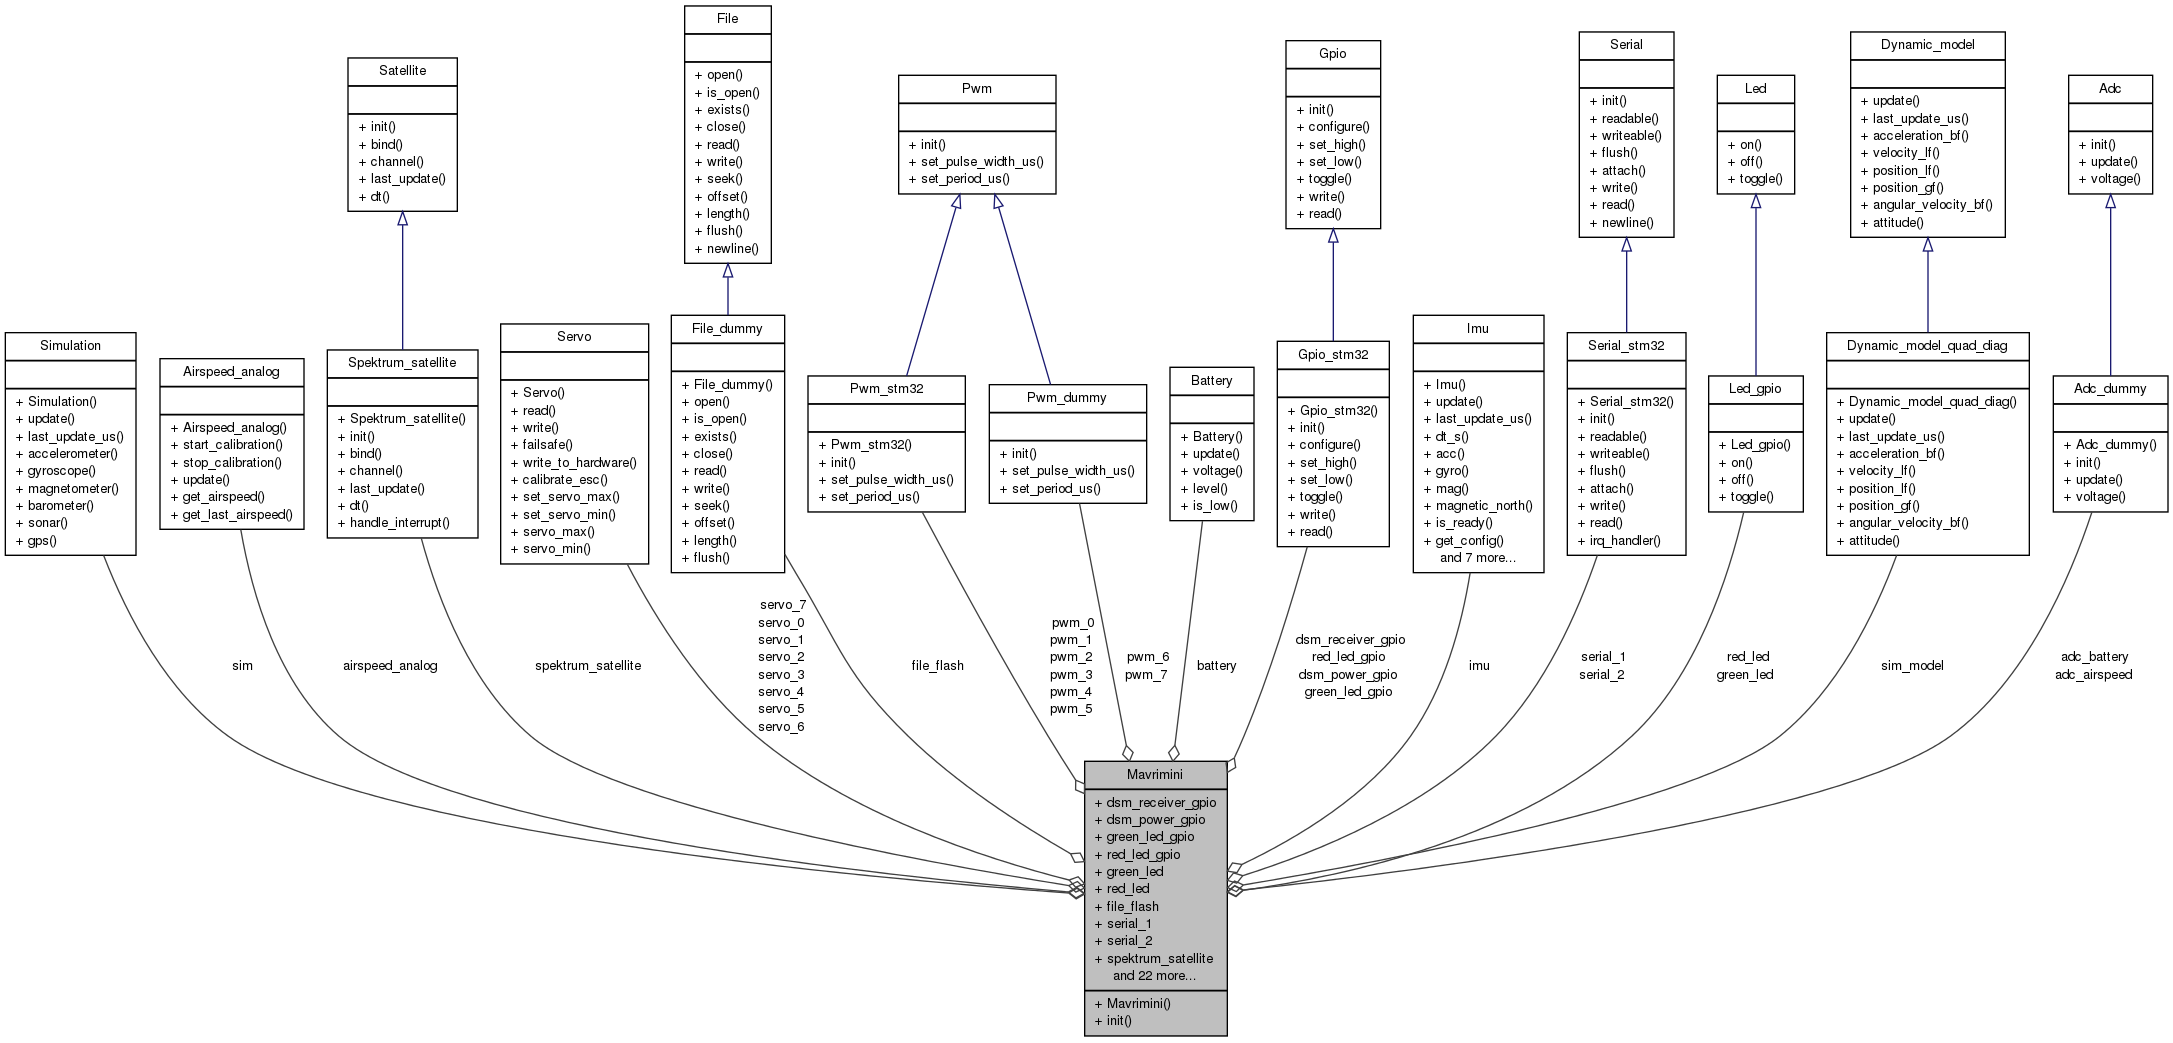 File
+ open()
+ is_open()
+ exists()
+ close()
+ read()
+ write()
+ seek()
+ offset()
+ length()
+ flush()
+ newline()
Satellite
+ init()
+ bind()
+ channel()
+ last_update()
+ dt()
Pwm
+ init()
+ set_pulse_width_us()
+ set_period_us()
Gpio
+ init()
+ configure()
+ set_high()
+ set_low()
+ toggle()
+ write()
+ read()
Serial
+ init()
+ readable()
+ writeable()
+ flush()
+ attach()
+ write()
+ read()
+ newline()
Led
+ on()
+ off()
+ toggle()
Dynamic_model
+ update()
+ last_update_us()
+ acceleration_bf()
+ velocity_lf()
+ position_lf()
+ position_gf()
+ angular_velocity_bf()
+ attitude()
Adc
+ init()
+ update()
+ voltage()
Simulation
+ Simulation()
+ update()
+ last_update_us()
+ accelerometer()
+ gyroscope()
+ magnetometer()
+ barometer()
+ sonar()
+ gps()
Airspeed_analog
+ Airspeed_analog()
+ start_calibration()
+ stop_calibration()
+ update()
+ get_airspeed()
+ get_last_airspeed()
Spektrum_satellite
+ Spektrum_satellite()
+ init()
+ bind()
+ channel()
+ last_update()
+ dt()
+ handle_interrupt()
Servo
+ Servo()
+ read()
+ write()
+ failsafe()
+ write_to_hardware()
+ calibrate_esc()
+ set_servo_max()
+ set_servo_min()
+ servo_max()
+ servo_min()
File_dummy
+ File_dummy()
+ open()
+ is_open()
+ exists()
+ close()
+ read()
+ write()
+ seek()
+ offset()
+ length()
+ flush()
Pwm_stm32
+ Pwm_stm32()
+ init()
+ set_pulse_width_us()
+ set_period_us()
Pwm_dummy
+ init()
+ set_pulse_width_us()
+ set_period_us()
Battery
+ Battery()
+ update()
+ voltage()
+ level()
+ is_low()
Gpio_stm32
+ Gpio_stm32()
+ init()
+ configure()
+ set_high()
+ set_low()
+ toggle()
+ write()
+ read()
Imu
+ Imu()
+ update()
+ last_update_us()
+ dt_s()
+ acc()
+ gyro()
+ mag()
+ magnetic_north()
+ is_ready()
+ get_config()
and 7 more...
Serial_stm32
+ Serial_stm32()
+ init()
+ readable()
+ writeable()
+ flush()
+ attach()
+ write()
+ read()
+ irq_handler()
Led_gpio
+ Led_gpio()
+ on()
+ off()
+ toggle()
Dynamic_model_quad_diag
+ Dynamic_model_quad_diag()
+ update()
+ last_update_us()
+ acceleration_bf()
+ velocity_lf()
+ position_lf()
+ position_gf()
+ angular_velocity_bf()
+ attitude()
Adc_dummy
+ Adc_dummy()
+ init()
+ update()
+ voltage()
sim
airspeed_analog
spektrum_satellite
servo_7
servo_0
servo_1
servo_2
servo_3
servo_4
servo_5
servo_6
file_flash
pwm_0
pwm_1
pwm_2
pwm_3
pwm_4
pwm_5
pwm_6
pwm_7
battery
dsm_receiver_gpio
red_led_gpio
dsm_power_gpio
green_led_gpio
imu
serial_1
serial_2
red_led
green_led
sim_model
adc_battery
adc_airspeed
Mavrimini
+ dsm_receiver_gpio
+ dsm_power_gpio
+ green_led_gpio
+ red_led_gpio
+ green_led
+ red_led
+ file_flash
+ serial_1
+ serial_2
+ spektrum_satellite
and 22 more...
+ Mavrimini()
+ init()